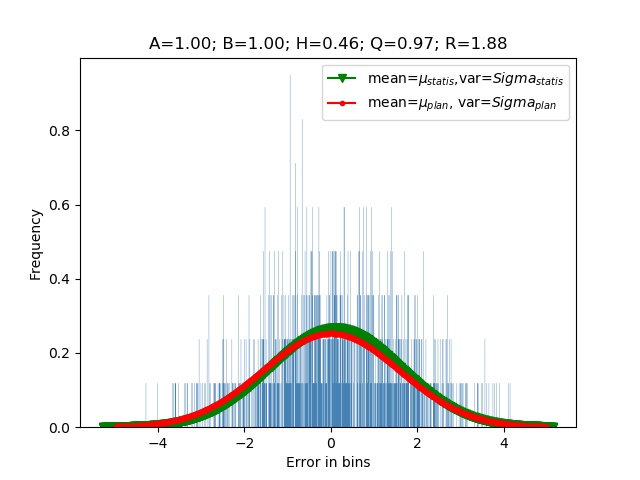 A=1.00; B=1.00; H=0.46; Q=0.97; R=1.88
mean=μstatis,var=Sigmastatis
mean=μplan, var=Sigmaplan
Frequency
0.8
0.6
0.4
0.2
0.0
−4 −2 0 2 4
Error in bins